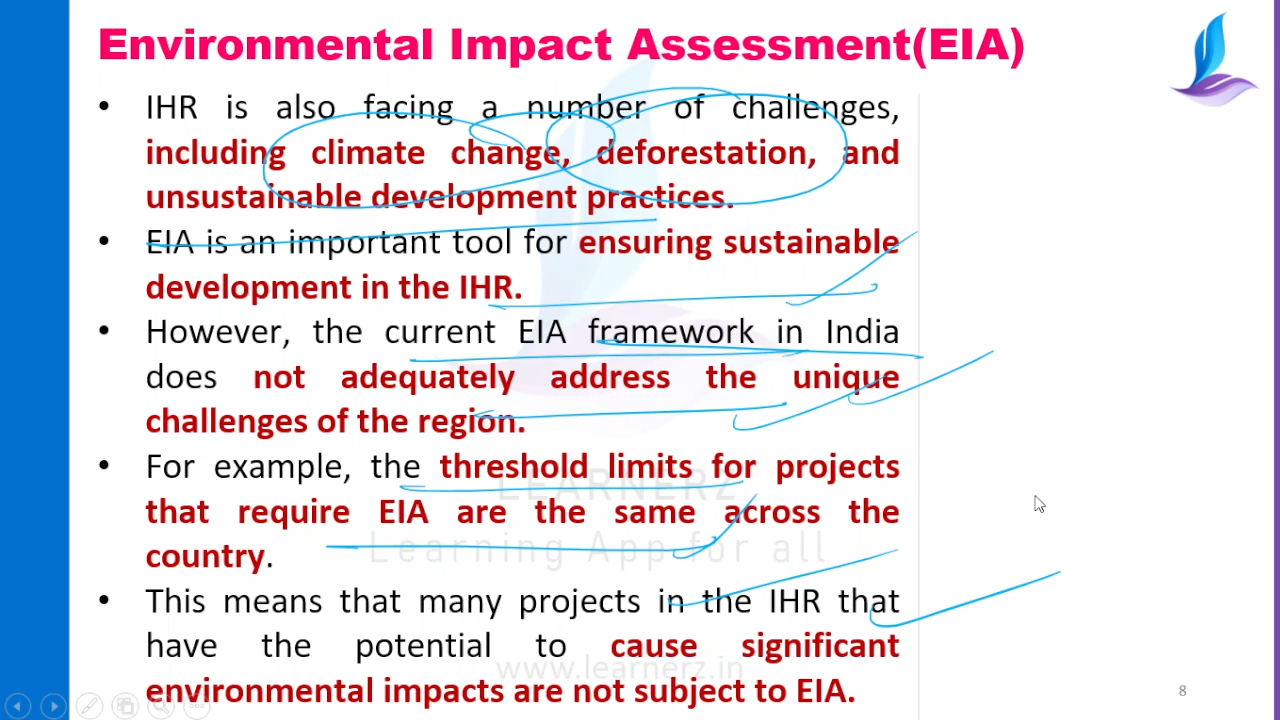 Environmental Impact Assessment(EIA)
• IHR is also facing a number of challenges,
including climate change, deforestation, and
unsustainable development practices.
• EIA is an important tool for ensuring sustainable
development in the IHR.
• However, the current EIA framework in India
does not adequately address the unique
challenges of the region.
• For example, the threshold limits for projects
that require EIA are the same across the
country.
• This means that many projects in the IHR that
have the potential to cause significant
environmental impacts are not subject to EIA.
LEARNERZ
Learning App for all
www.learnerz.in
8